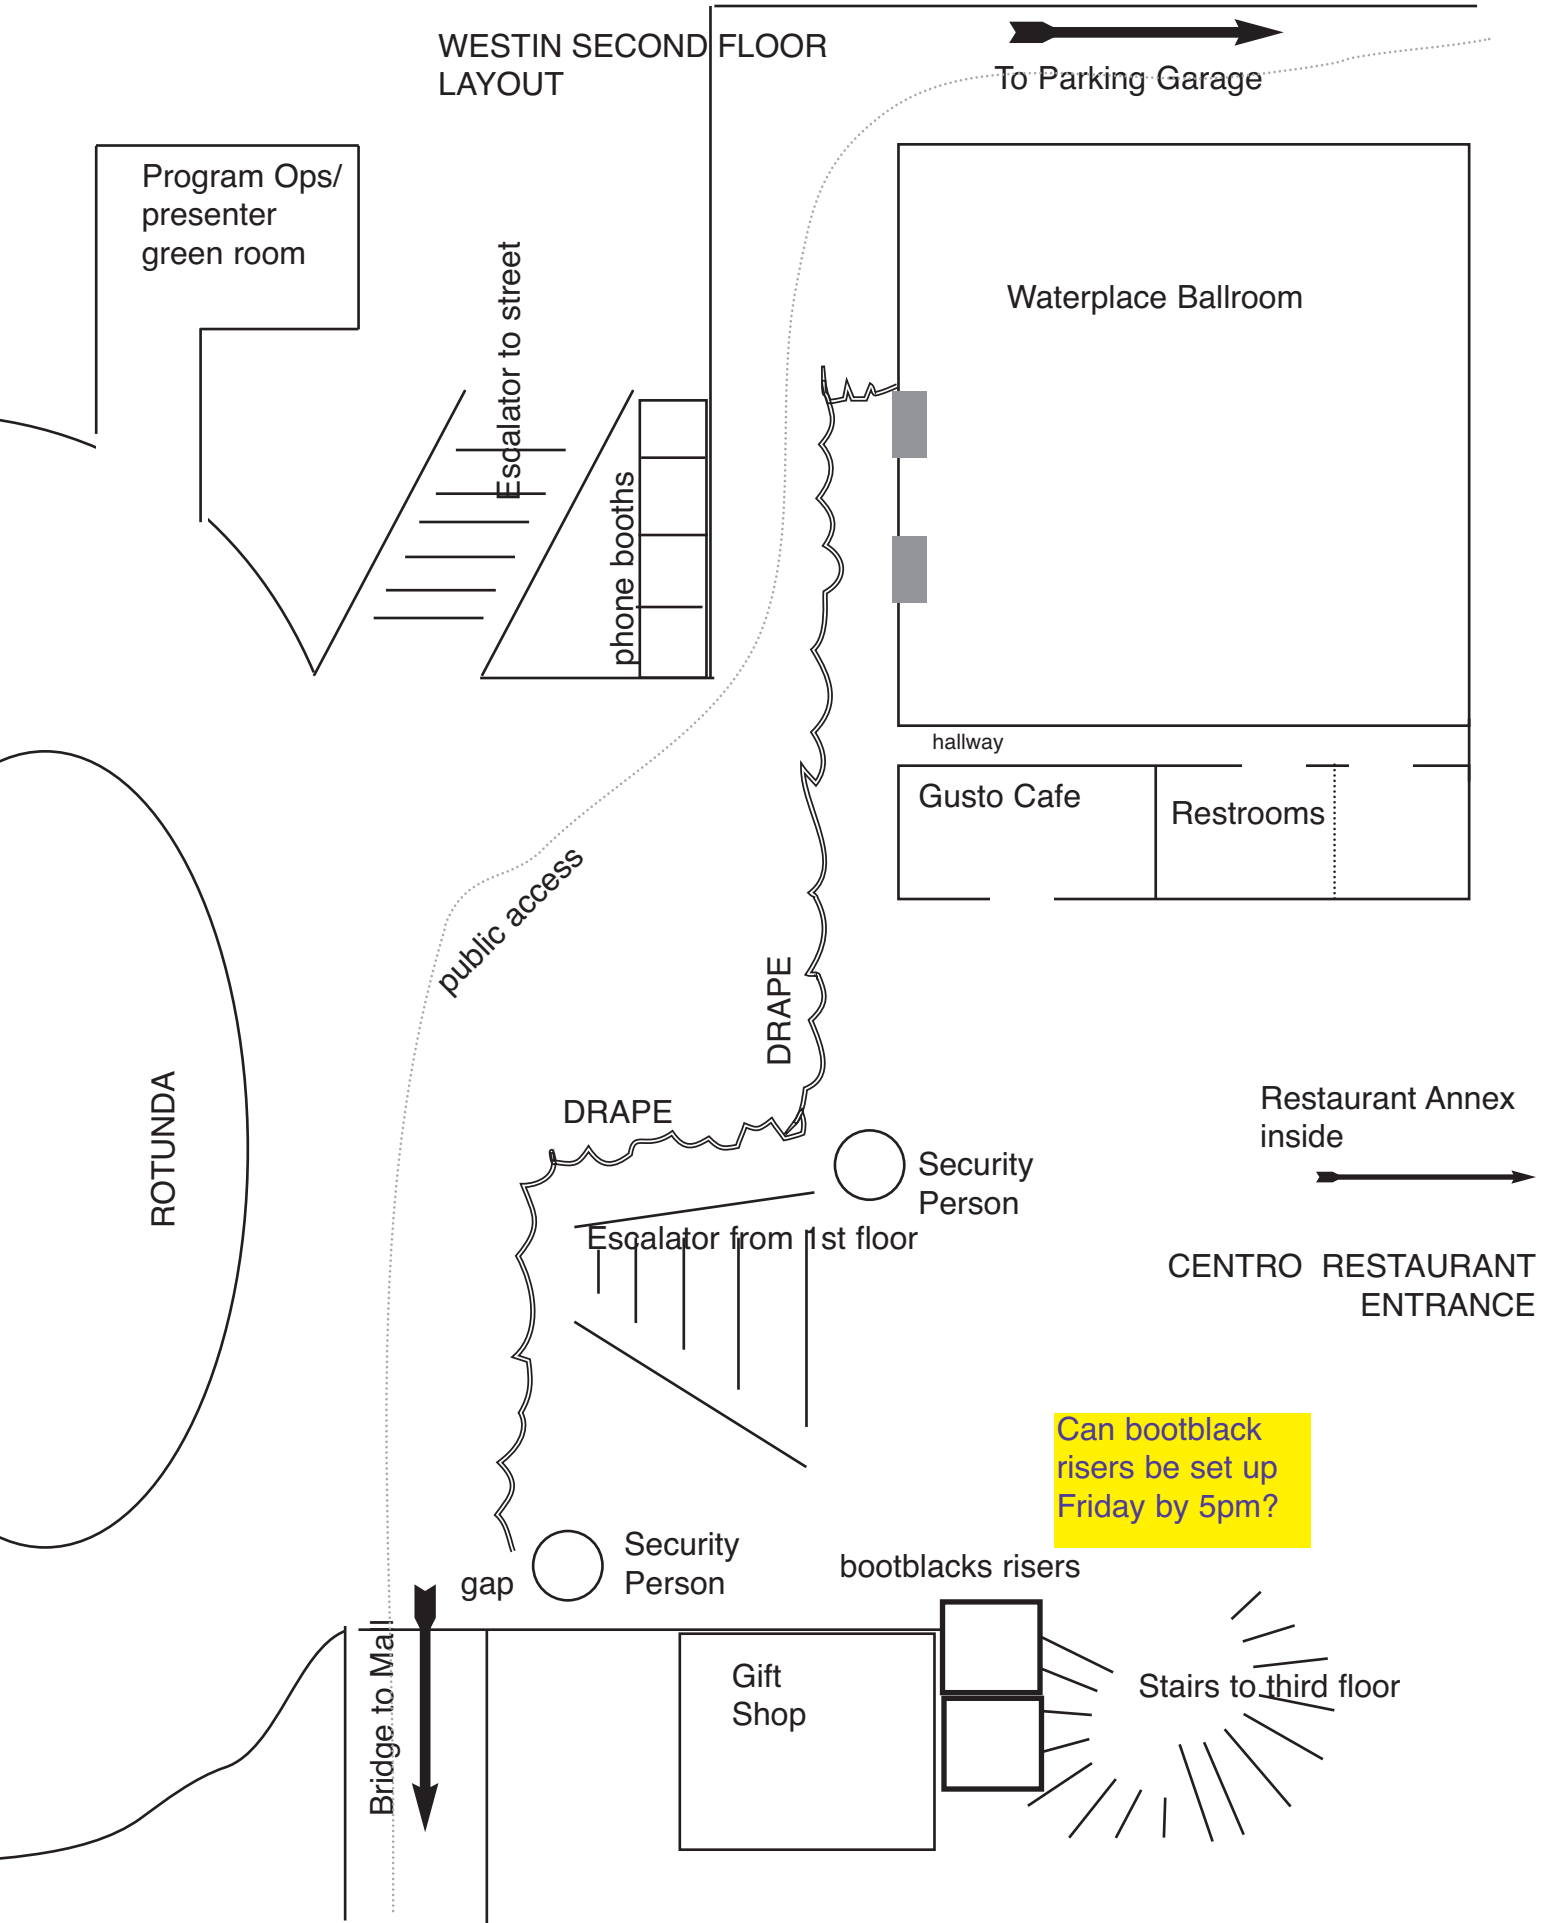 WESTIN SECOND FLOOR
LAYOUT
To Parking Garage
Program Ops/
presenter
green room
Escalator to street
Waterplace Ballroom
phone booths
hallway
Gusto Cafe
Restrooms
public access
DRAPE
DRAPE
ROTUNDA
Restaurant Annex
inside
Security
Person
Escalator from 1st floor
CENTRO RESTAURANT
ENTRANCE
Can bootblack
risers be set up
Friday by 5pm?
Security
Person
gap
bootblacks risers
Bridge to Mall
Gift
Shop
Stairs to third floor